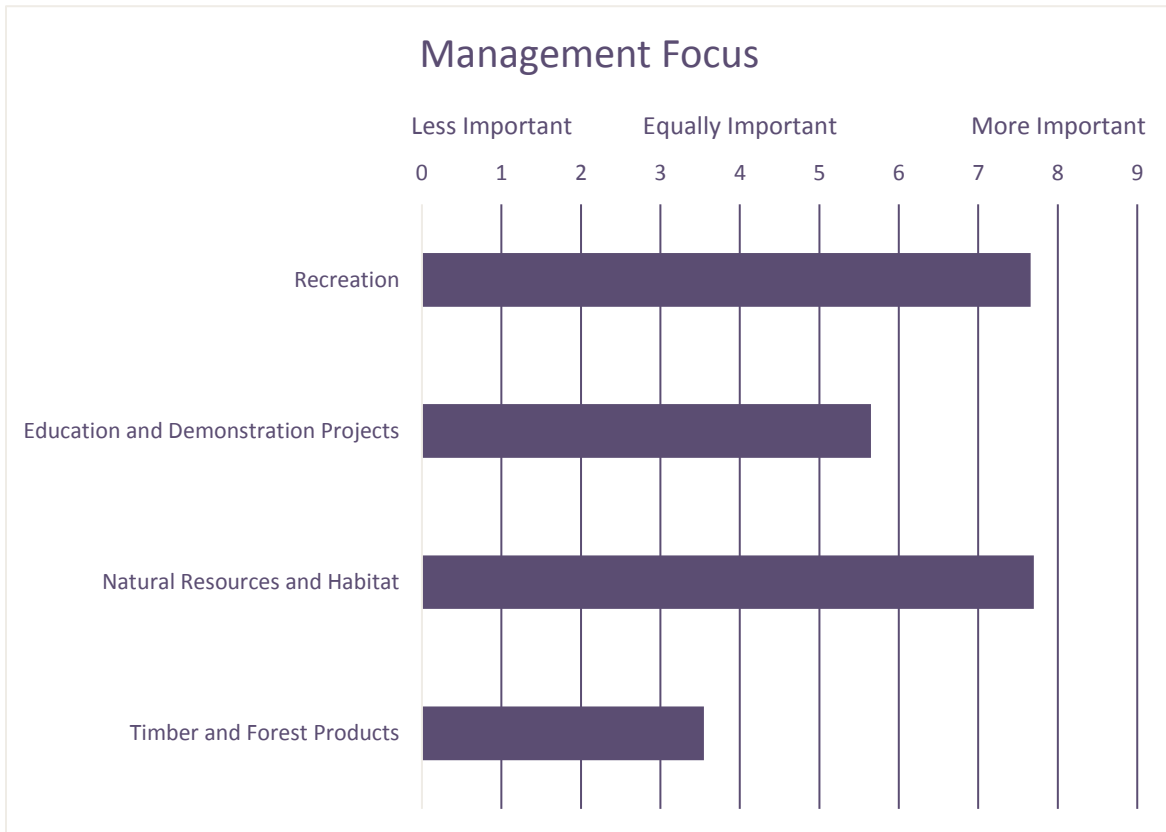 Management Focus
Less Important Equally Important More Important
0 1 2 3 4 5 6 7 8 9
Recreation
Education and Demonstration Projects
Natural Resources and Habitat
Timber and Forest Products